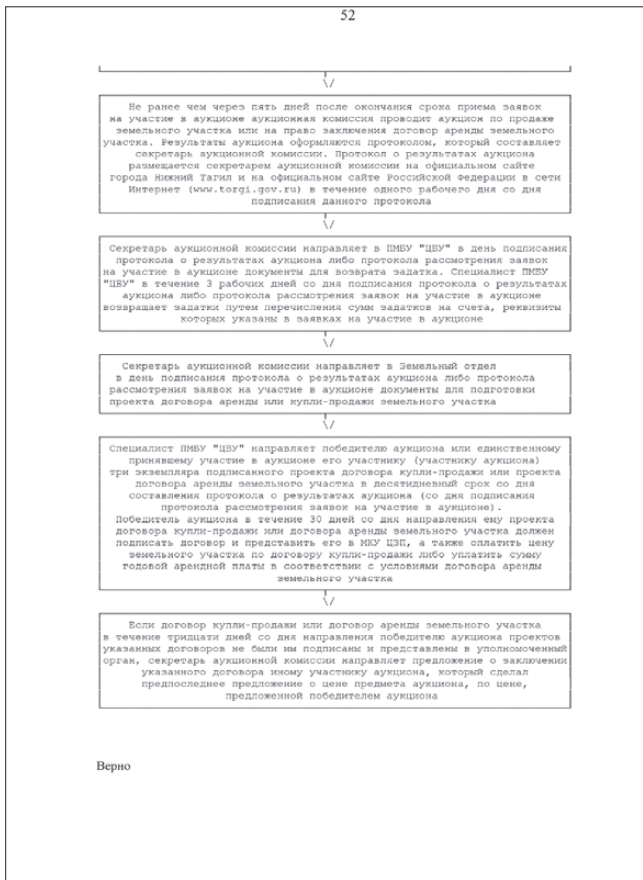 52
\/
Не ранее чем через пять дней после окончания срока приема заявок
на участие в аукционе аукционная комиссия проводит аукцион по продаже
земельного участка или на право заключения договор аренды земельного
участка. Результаты аукциона оформляются протоколом, который составляет
секретарь аукционной комиссии. Протокол о результатах аукциона
размещается секретарем аукционной комиссии на официальном сайте
города Нижний Тагил и на официальном сайте Российской Федерации в сети
Интернет (www.torgi.gov.ru) в течение одного рабочего дня со дня
подписания данного протокола
\/
Секретарь аукционной комиссии направляет в ПМБУ "ЦВУ" в день подписания
протокола о результатах аукциона либо протокола рассмотрения заявок
на участие в аукционе документы для возврата задатка. Специалист ПМБУ
"ЦВУ" в течение 3 рабочих дней со дня подписания протокола о результатах
аукциона либо протокола рассмотрения заявок на участие в аукционе
возвращает задатки путем перечисления сумм задатков на счета, реквизиты
которых указаны в заявках на участие в аукционе
\/
Секретарь аукционной комиссии направляет в Земельный отдел
в день подписания протокола о результатах аукциона либо протокола
рассмотрения заявок на участие в аукционе документы для подготовки
проекта договора аренды или купли-продажи земельного участка
\/
Специалист ПМБУ "ЦВУ" направляет победителю аукциона или единственному
принявшему участие в аукционе его участнику (участнику аукциона)
три экземпляра подписанного проекта договора купли-продажи или проекта
договора аренды земельного участка в десятидневный срок со дня
составления протокола о результатах аукциона (со дня подписания
протокола рассмотрения заявок на участие в аукционе).
Победитель аукциона в течение 30 дней со дня направления ему проекта
договора купли-продажи или договора аренды земельного участка должен
подписать договор и представить его в МКУ ЦЗП, а также оплатить цену
земельного участка по договору купли-продажи либо уплатить сумму
годовой арендной платы в соответствии с условиями договора аренды
земельного участка
\/
Если договор купли-продажи или договор аренды земельного участка
в течение тридцати дней со дня направления победителю аукциона проектов
указанных договоров не были им подписаны и представлены в уполномоченный
орган, секретарь аукционной комиссии направляет предложение о заключении
указанного договора иному участнику аукциона, который сделал
предпоследнее предложение о цене предмета аукциона, по цене,
предложенной победителем аукциона
Верно